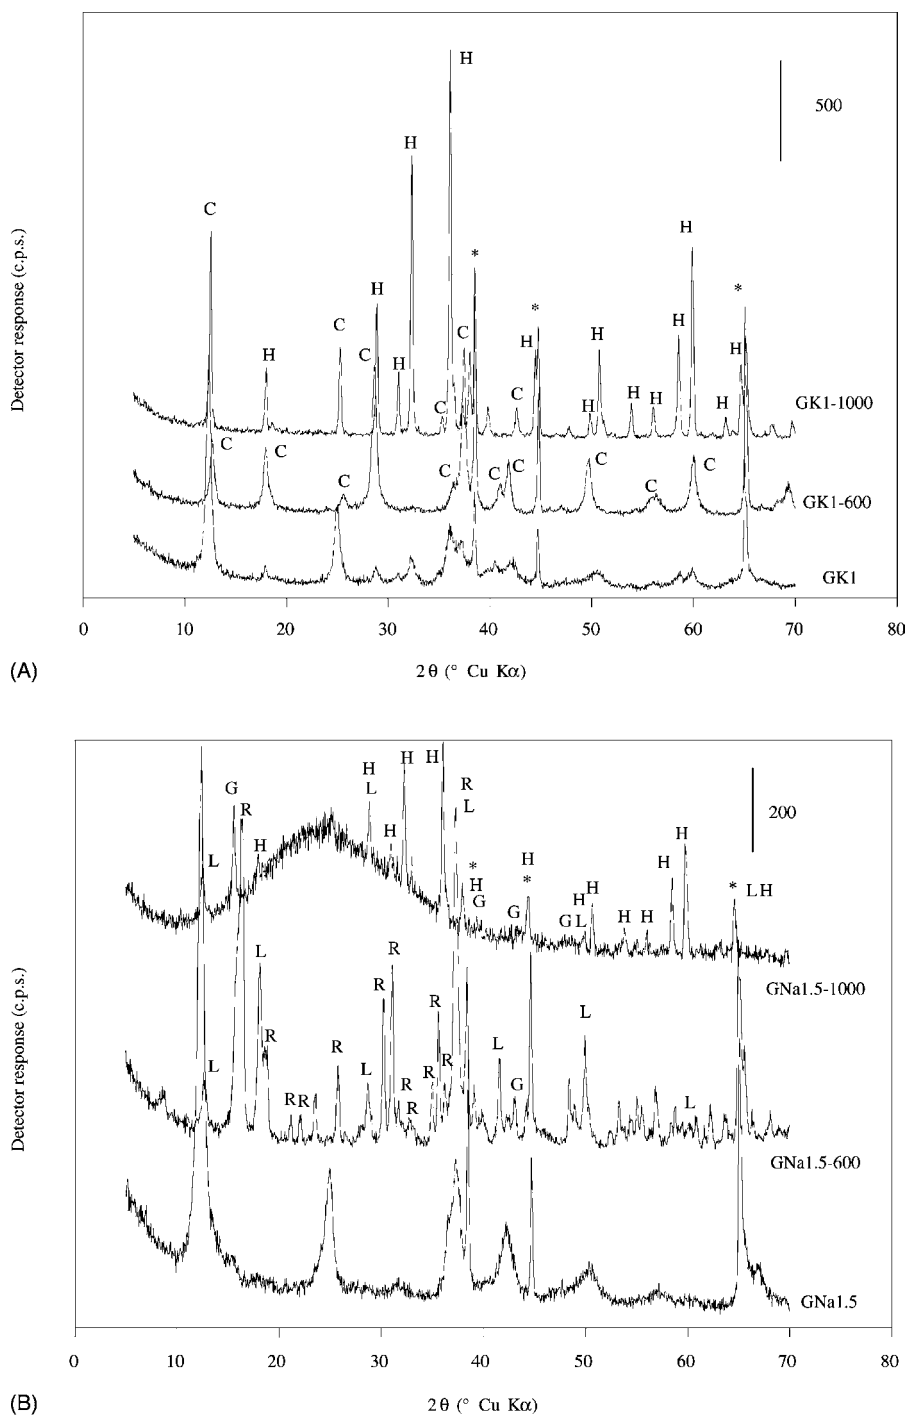 H
500
H
C
*
H
*
H
C
C
H
H
C
H
H
H
H
C
C
H
H
H
H
GK1-1000
C
C
C
C
C
C
C
C
C
GK1-600
GK1
Detector response (c.p.s.)
0 10 20 30 40 50 60 70 80
(A)
2 θ (° Cu Kα)
200
H
H
H
R
G
R
L
L
H
H
H
L
*
H
*
H
H
G
G
H
L
G
H
H
H
H
H
*
L H
GNa1.5-1000
L
R
R
R
R
R
R
L
R
R
R
R
R
R
L
G
L
L
L
GNa1.5-600
GNa1.5
Detector response (c.p.s.)
0 10 20 30 40 50 60 70 80
(B)
2 θ (° Cu Kα)